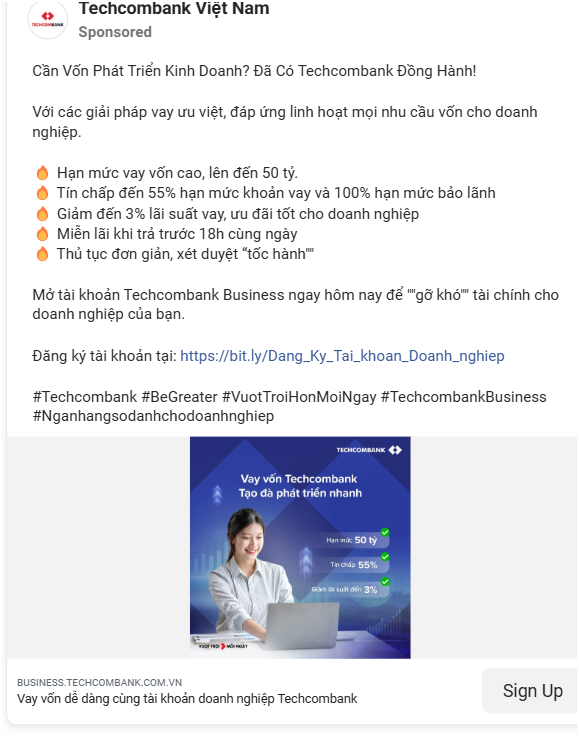 Techcombank Việt Nam
TECHCOMBANK
Sponsored
Cần Vốn Phát Triển Kinh Doanh? Đã Có Techcombank Đồng Hành!
Với các giải pháp vay ưu việt, đáp ứng linh hoạt mọi nhu cầu vốn cho doanh
nghiệp.
Hạn mức vay vốn cao, lên đến 50 tỷ.
Tín chấp đến 55% hạn mức khoản vay và 100% hạn mức bảo lãnh
Giảm đến 3% lãi suất vay, ưu đãi tốt cho doanh nghiệp
Miễn lãi khi trả trước 18h cùng ngày
Thủ tục đơn giản, xét duyệt “tốc hành""
Mở tài khoản Techcombank Business ngay hôm nay để ""gỡ khó"" tài chính cho
doanh nghiệp của bạn.
Đăng ký tài khoản tại: https://bit.ly/Dang_Ky_Tai_khoan_Doanh_nghiep
#Techcombank #BeGreater #VuotTroiHonMoiNgay #TechcombankBusiness
#Nganhangsodanhchodoanhnghiep
TECHCOMBANK
Vay vốn Techcombank
Tạo đà phát triển nhanh
Hạn mức 50 tỷ
Tín chấp 55%
Giảm lãi suất đến 3%
VƯỢT TRỘI MỖI NGÀY
BUSINESS.TECHCOMBANK.COM.VN
Vay vốn dễ dàng cùng tài khoản doanh nghiệp Techcombank
Sign Up